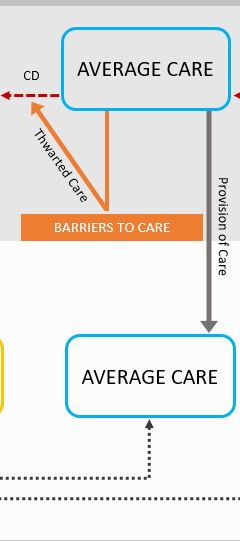 CD
AVERAGE CARE
Thwarted Care
Provision of Care
BARRIERS TO CARE
AVERAGE CARE